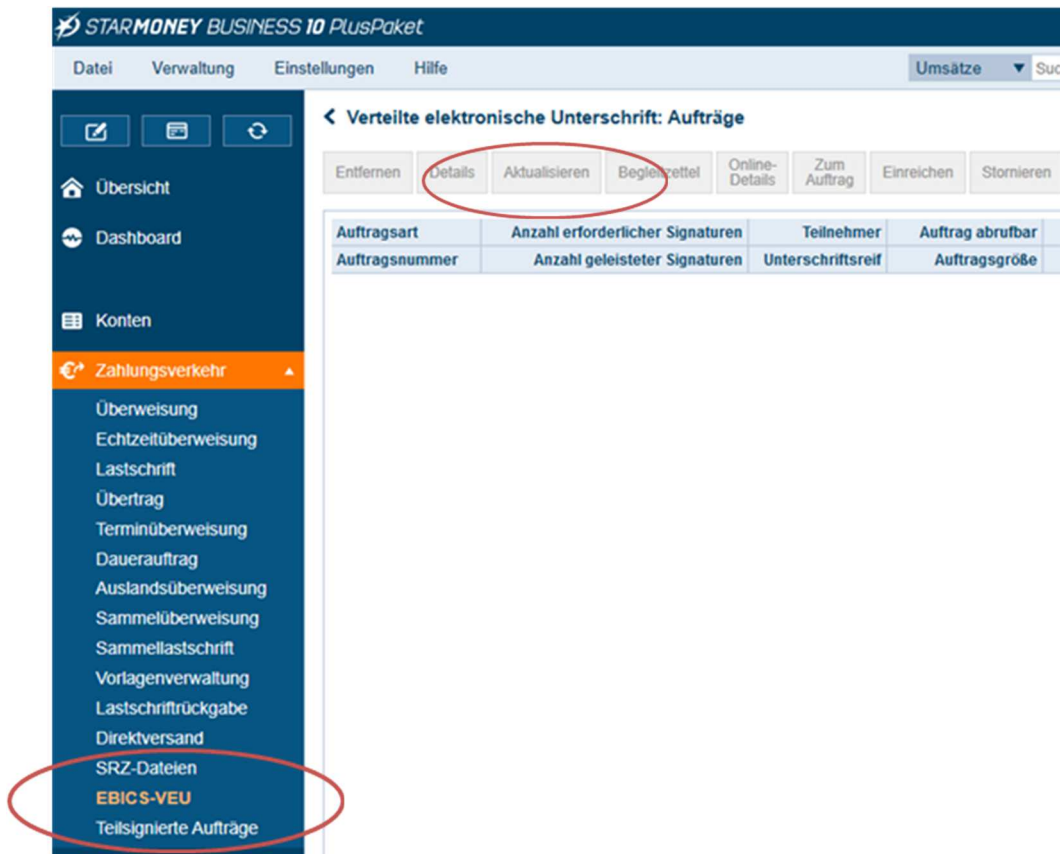 STARMONEY BUSINESS 10 PlusPaket
Datei Verwaltung Einstellungen Hilfe Umsätze Suc
Verteilte elektronische Unterschrift: Aufträge
Entfernen Details Aktualisieren Begleitzettel Online-Details Zum Auftrag Einreichen Stornieren
Übersicht
Dashboard
Auftragsart Anzahl erforderlicher Signaturen Teilnehmer Auftrag abrufbar
Auftragsnummer Anzahl geleisteter Signaturen Unterschriftsreif Auftragsgröße
Konten
Zahlungsverkehr
Überweisung
Echtzeitüberweisung
Lastschrift
Übertrag
Terminüberweisung
Dauerauftrag
Auslandsüberweisung
Sammelüberweisung
Sammellastschrift
Vorlagenverwaltung
Lastschriftrückgabe
Direktversand
SRZ-Dateien
EBICS-VEU
Teilsignierte Aufträge